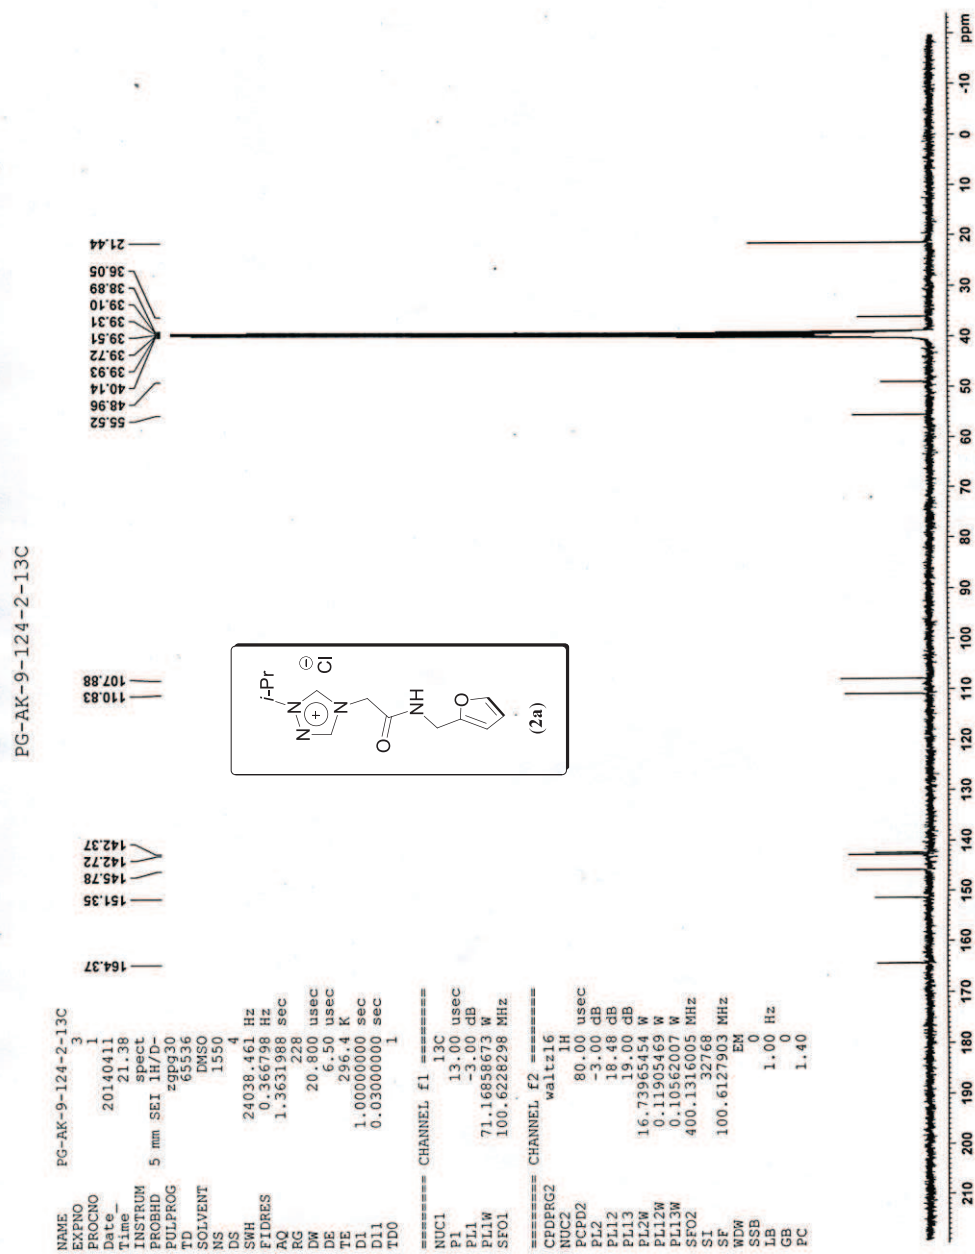 PG-AK-9-124-2-13C
NAME PG-AK-9-124-2-13C
EXPNO 3
PROCNO 1
Date_ 20140411
Time 21.38
INSTRUM spect
PROBHD 5 mm SEI 1H/D-
PULPROG zgpg30
TD 65536
SOLVENT DMSO
NS 1550
DS 4
SWH 24038.461 Hz
FIDRES 0.366798 Hz
AQ 1.3631988 sec
RG 228
DW 20.800 usec
DE 6.50 usec
TE 296.4 K
D1 1.00000000 sec
D11 0.03000000 sec
TD0 1
======== CHANNEL f1 ========
NUC1 13C
P1 13.00 usec
PL1 -3.00 dB
PL1W 71.16858673 W
SFO1 100.6228298 MHz
======== CHANNEL f2 ========
CPDPRG2 waltz16
NUC2 1H
PCPD2 80.00 usec
PL2 -3.00 dB
PL12 18.48 dB
PL13 19.00 dB
PL2W 16.73965454 W
PL12W 0.11905469 W
PL13W 0.10562007 W
SFO2 400.1316005 MHz
SI 32768
SF 100.6127903 MHz
WDW EM
SSB 0
LB 1.00 Hz
GB 0
PC 1.40
164.37
151.35
145.78
142.72
142.37
110.83
107.88
55.52
48.96
40.14
39.93
39.72
39.51
39.31
39.10
38.89
36.05
21.44
i-Pr
N
N
+
N
⊖
Cl
O
NH
O
(2a)
210 200 190 180 170 160 150 140 130 120 110 100 90 80 70 60 50 40 30 20 10 0 -10 ppm